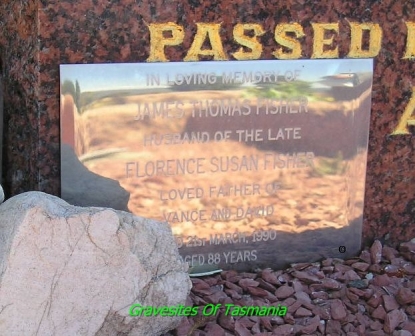 PASSED
IN LOVING MEMORY OF
JAMES THOMAS FISHER
HUSBAND OF THE LATE
FLORENCE SUSAN FISHER
LOVED FATHER OF
VANCE AND DAVID
21ST MARCH, 1990
AGED 88 YEARS
Gravesites Of Tasmania